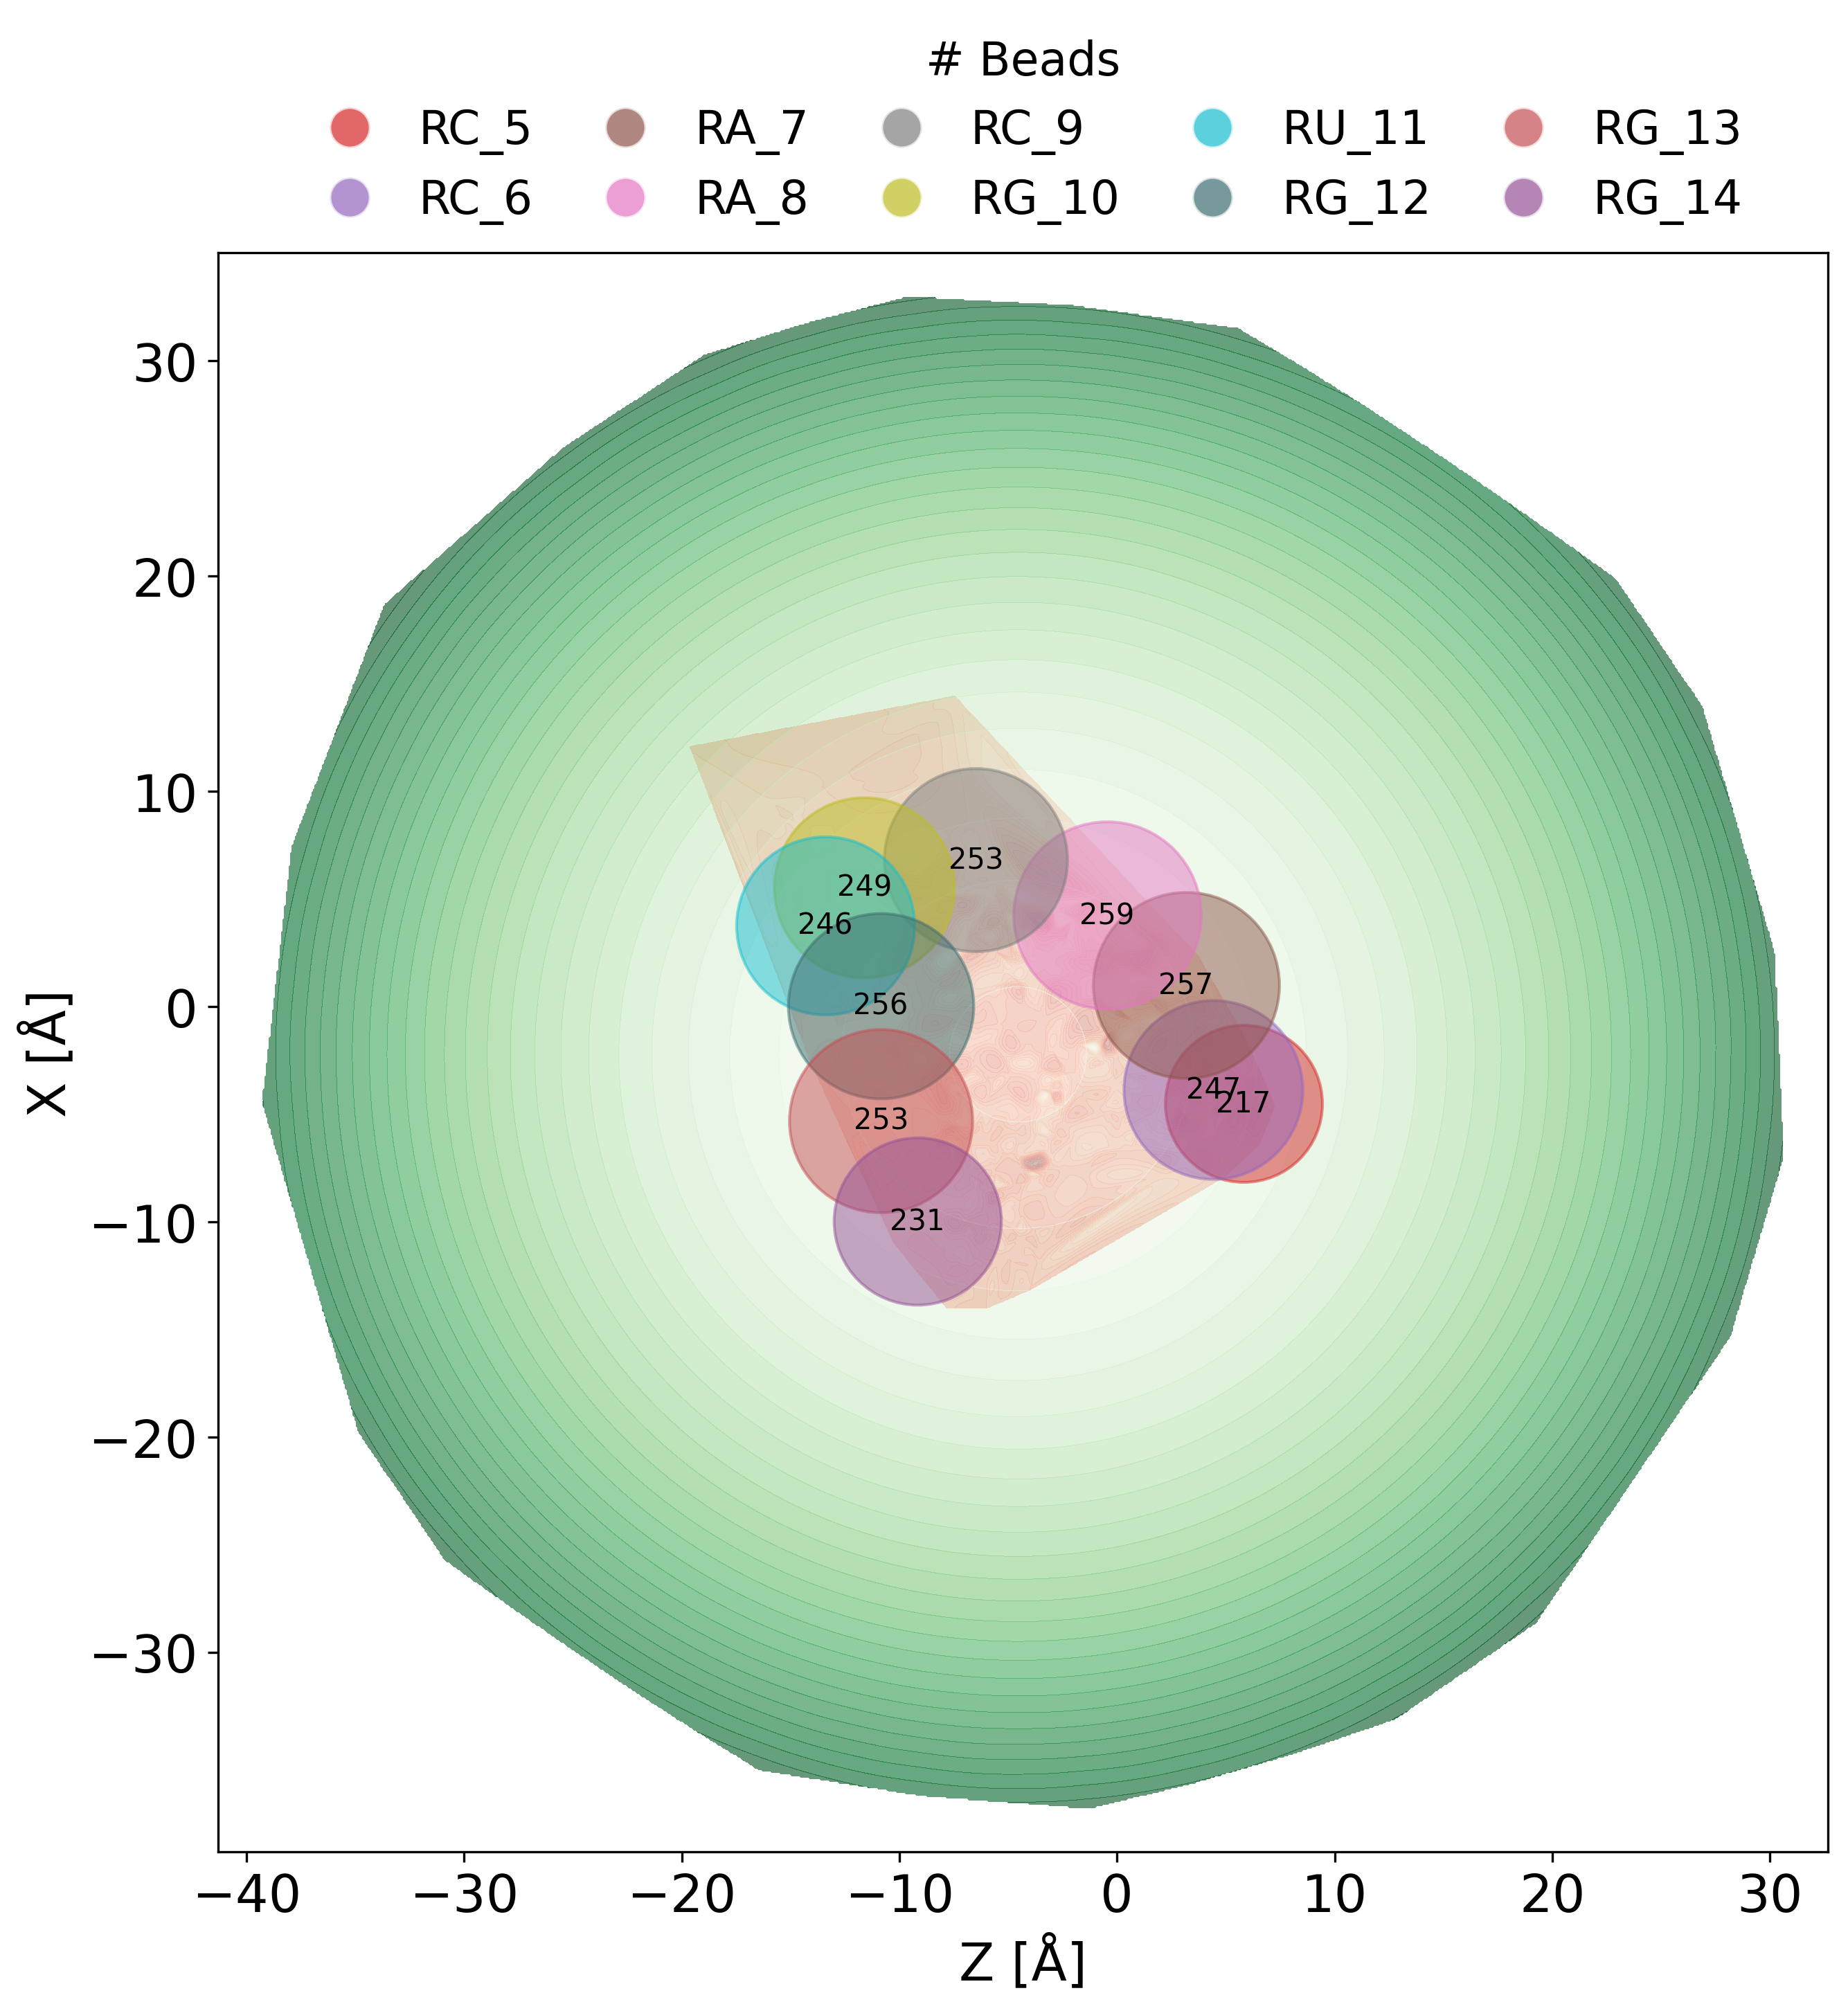 # Beads
RC_5 RA_7 RC_9 RU_11 RG_13
RC_6 RA_8 RG_10 RG_12 RG_14
30
20
10
0
−10
−20
−30
X [Å]
253
249
246
259
257
256
247
217
253
231
−40 −30 −20 −10 0 10 20 30
Z [Å]